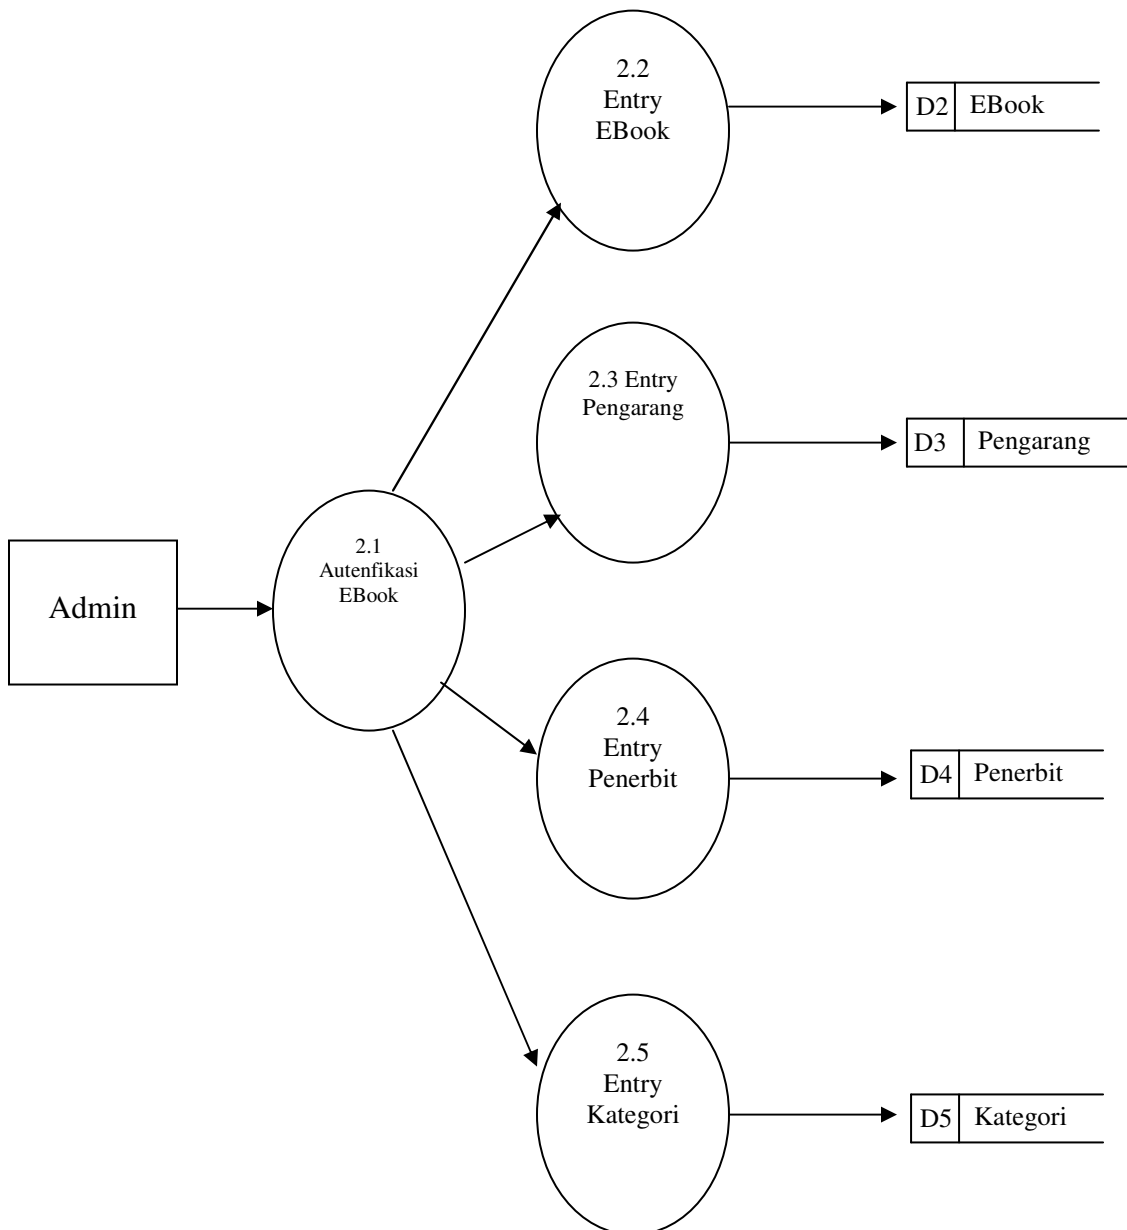 2.2
Entry
EBook
D2
EBook
2.3 Entry
Pengarang
D3
Pengarang
2.1
Autenfikasi
EBook
Admin
2.4
Entry
Penerbit
D4
Penerbit
2.5
Entry
Kategori
D5
Kategori